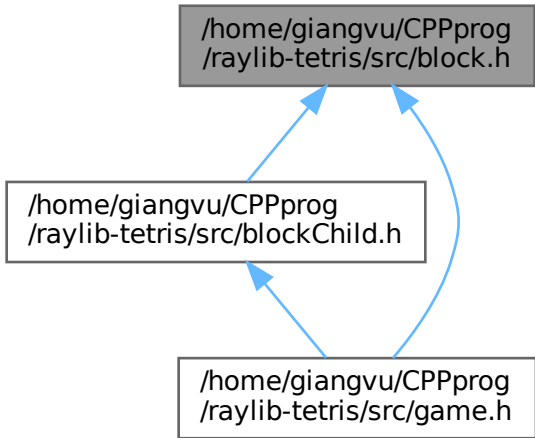 /home/giangvu/CPPprog
/raylib-tetris/src/block.h
/home/giangvu/CPPprog
/raylib-tetris/src/blockChild.h
/home/giangvu/CPPprog
/raylib-tetris/src/game.h